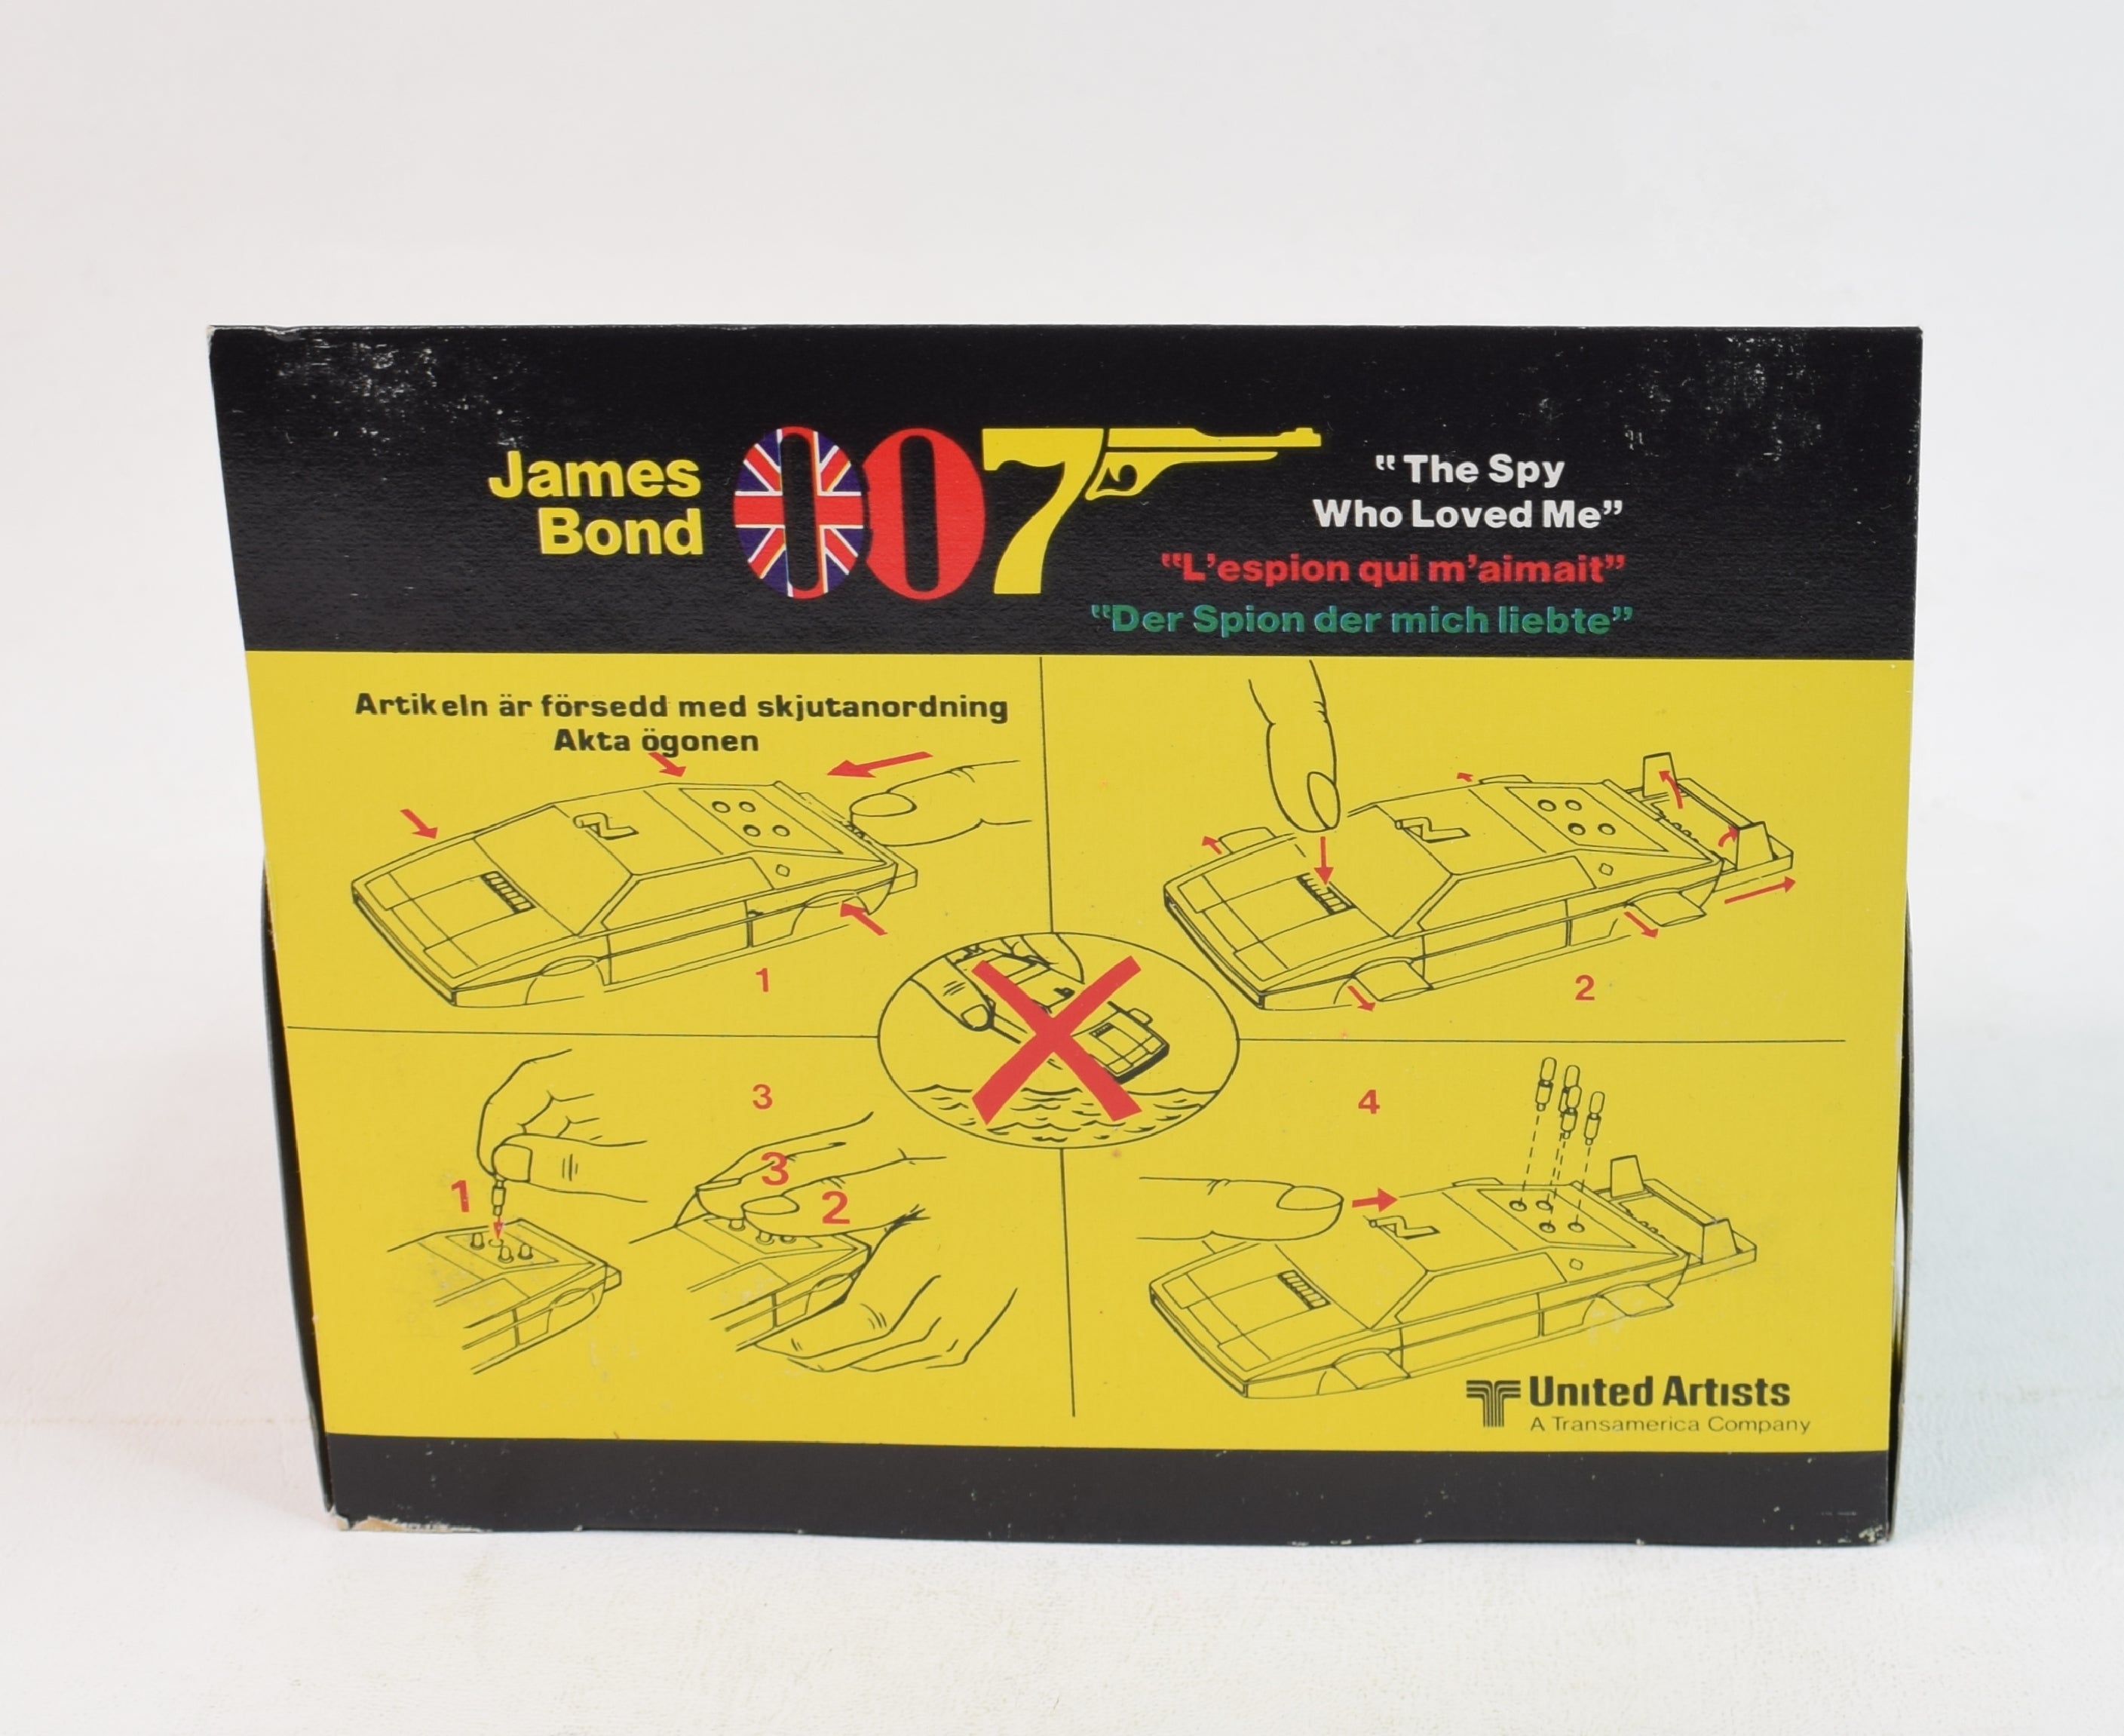 James
Bond
007
“The Spy
Who Loved Me”
“L’espion qui m’aimait”
“Der Spion der mich liebte”
Artikeln är försedd med skjutanordning
Akta ögonen
1
2
3
1
3
2
4
United Artists
A Transamerica Company